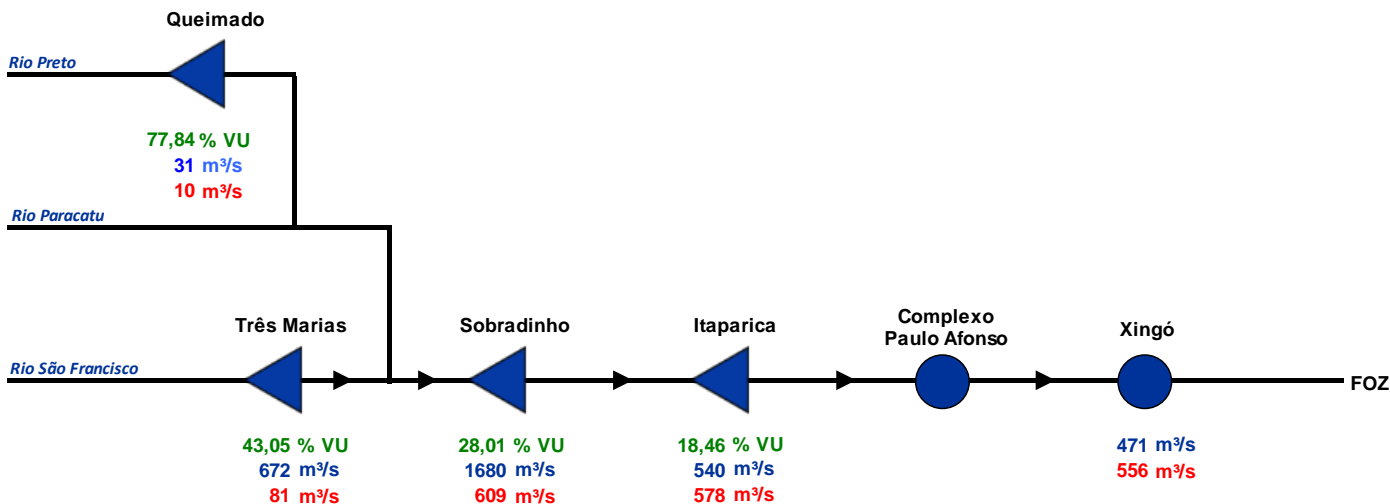 Queimado
Rio Preto
77,84 % VU
31 m³/s
10 m³/s
Rio Paracatu
Três Marias
Sobradinho
Itaparica
Complexo
Paulo Afonso
Xingó
Rio São Francisco
FOZ
43,05 % VU
672 m³/s
81 m³/s
28,01 % VU
1680 m³/s
609 m³/s
18,46 % VU
540 m³/s
578 m³/s
471 m³/s
556 m³/s